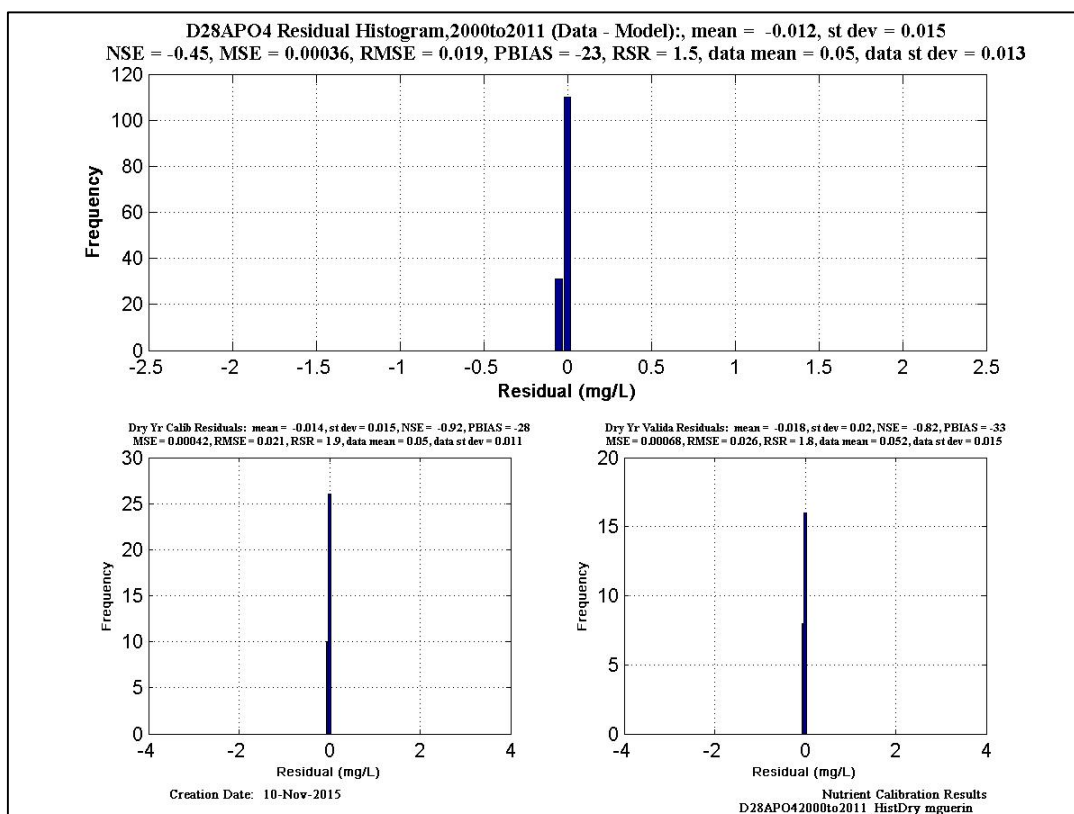 D28APO4 Residual Histogram,2000to2011 (Data - Model):, mean = -0.012, st dev = 0.015
NSE = -0.45, MSE = 0.00036, RMSE = 0.019, PBIAS = -23, RSR = 1.5, data mean = 0.05, data st dev = 0.013
120
100
80
60
40
20
0
Frequency
-2.5 -2 -1.5 -1 -0.5 0 0.5 1 1.5 2 2.5
Residual (mg/L)
Dry Yr Calib Residuals: mean = -0.014, st dev = 0.015, NSE = -0.92, PBIAS = -28
MSE = 0.00042, RMSE = 0.021, RSR = 1.9, data mean = 0.05, data st dev = 0.011
30
25
20
15
10
5
0
Frequency
-4 -2 0 2 4
Residual (mg/L)
Dry Yr Valida Residuals: mean = -0.018, st dev = 0.02, NSE = -0.82, PBIAS = -33
MSE = 0.00068, RMSE = 0.026, RSR = 1.8, data mean = 0.052, data st dev = 0.015
20
15
10
5
0
Frequency
-4 -2 0 2 4
Residual (mg/L)
Creation Date: 10-Nov-2015
Nutrient Calibration Results
D28APO42000to2011 HistDry mguerin